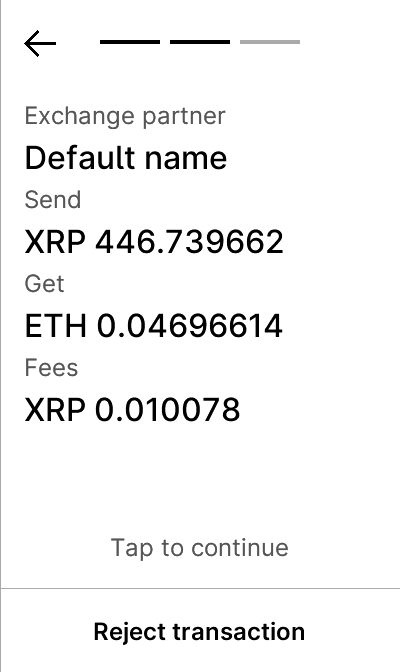 Exchange partner
Default name
Send
XRP 446.739662
Get
ETH 0.04696614
Fees
XRP 0.010078
Tap to continue
Reject transaction